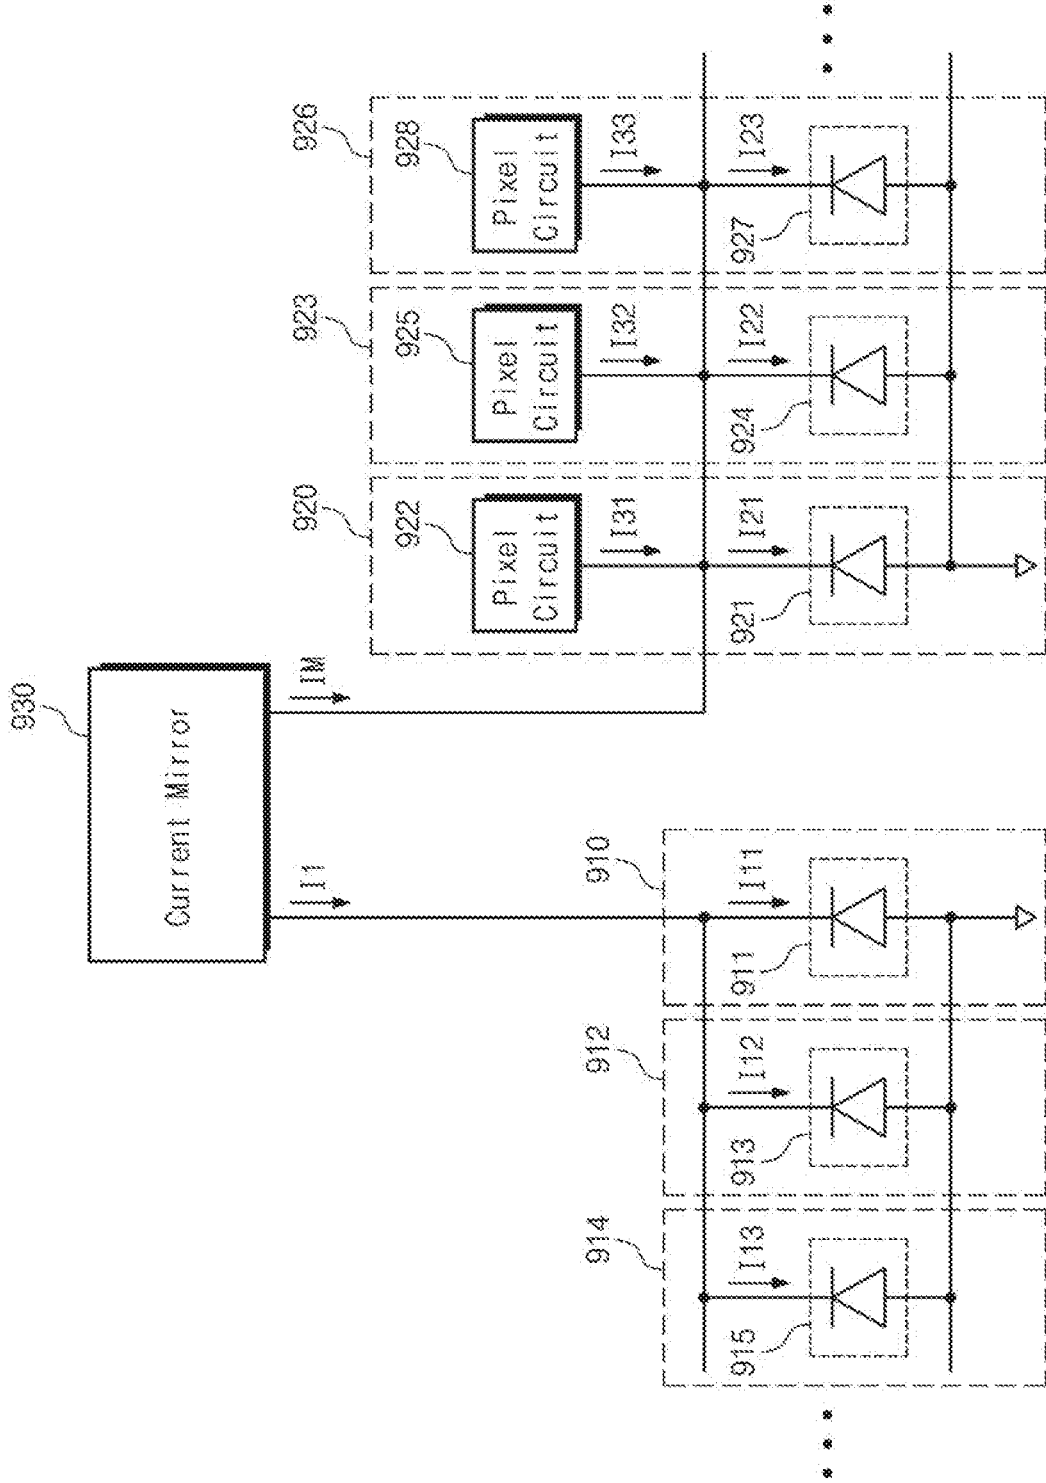 930
Current Mirror
I1
IM
914
912
910
920
923
926
922
925
928
Pixel
Circuit
Pixel
Circuit
Pixel
Circuit
I31
I32
I33
I13
I12
I11
I21
I22
I23
915
913
911
921
924
927